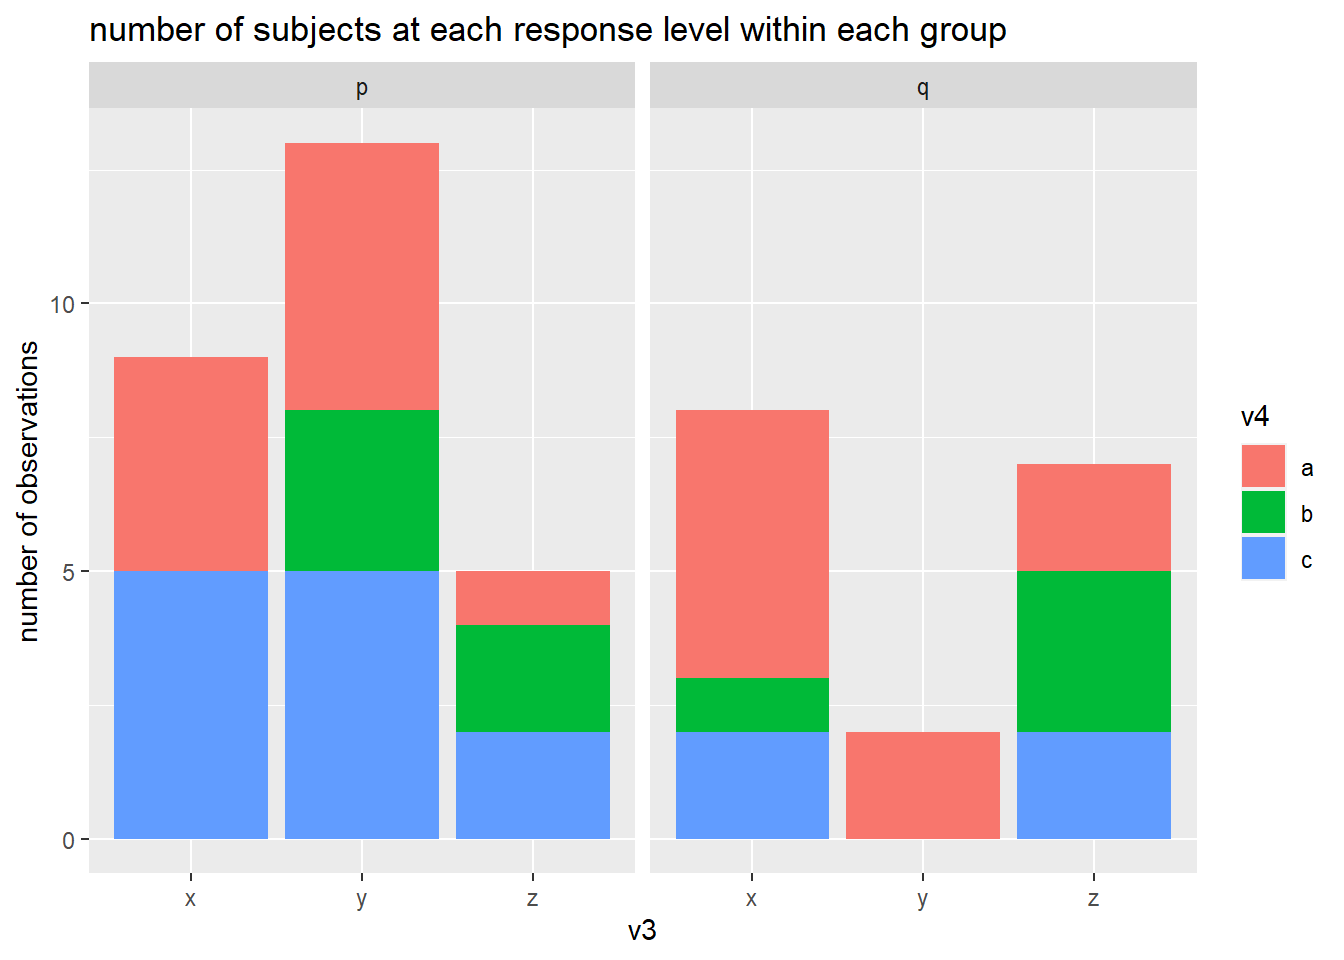 number of subjects at each response level within each group
p
q
number of observations
10
5
0
x
y
z
x
y
z
v3
v4
a
b
c